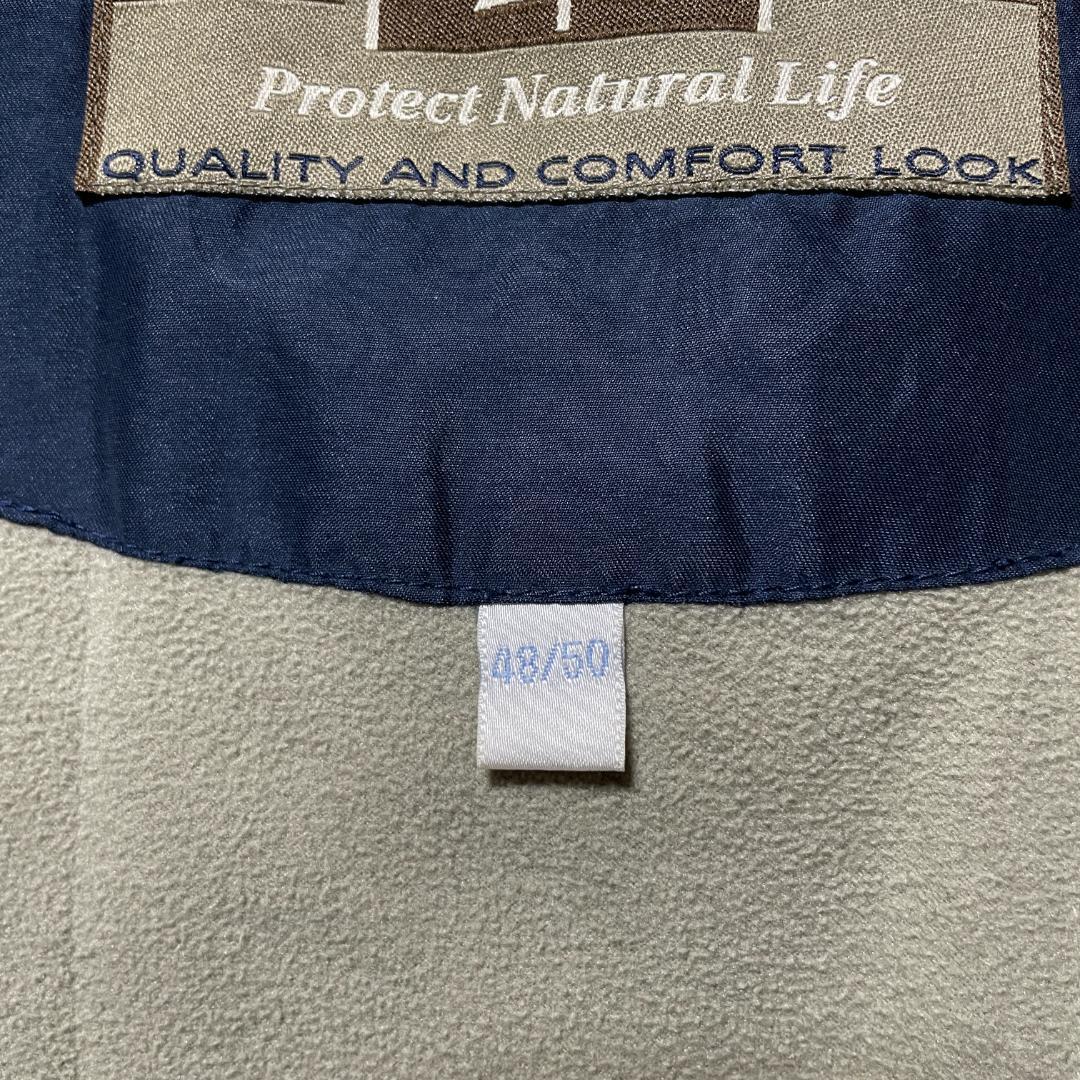 Protect Natural Life
QUALITY AND COMFORT LOOK
48/50